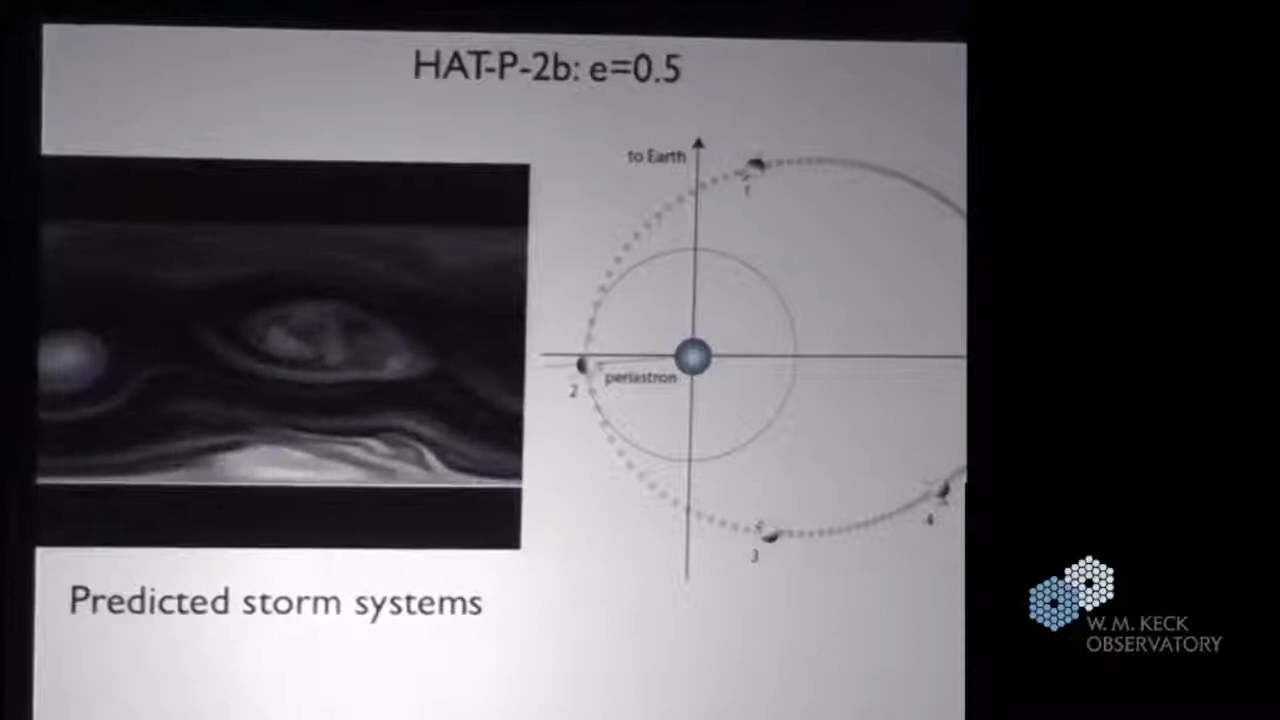 HAT-P-2b: e=0.5
to Earth
1
2
periastron
3
4
Predicted storm systems
W. M. KECK
OBSERVATORY